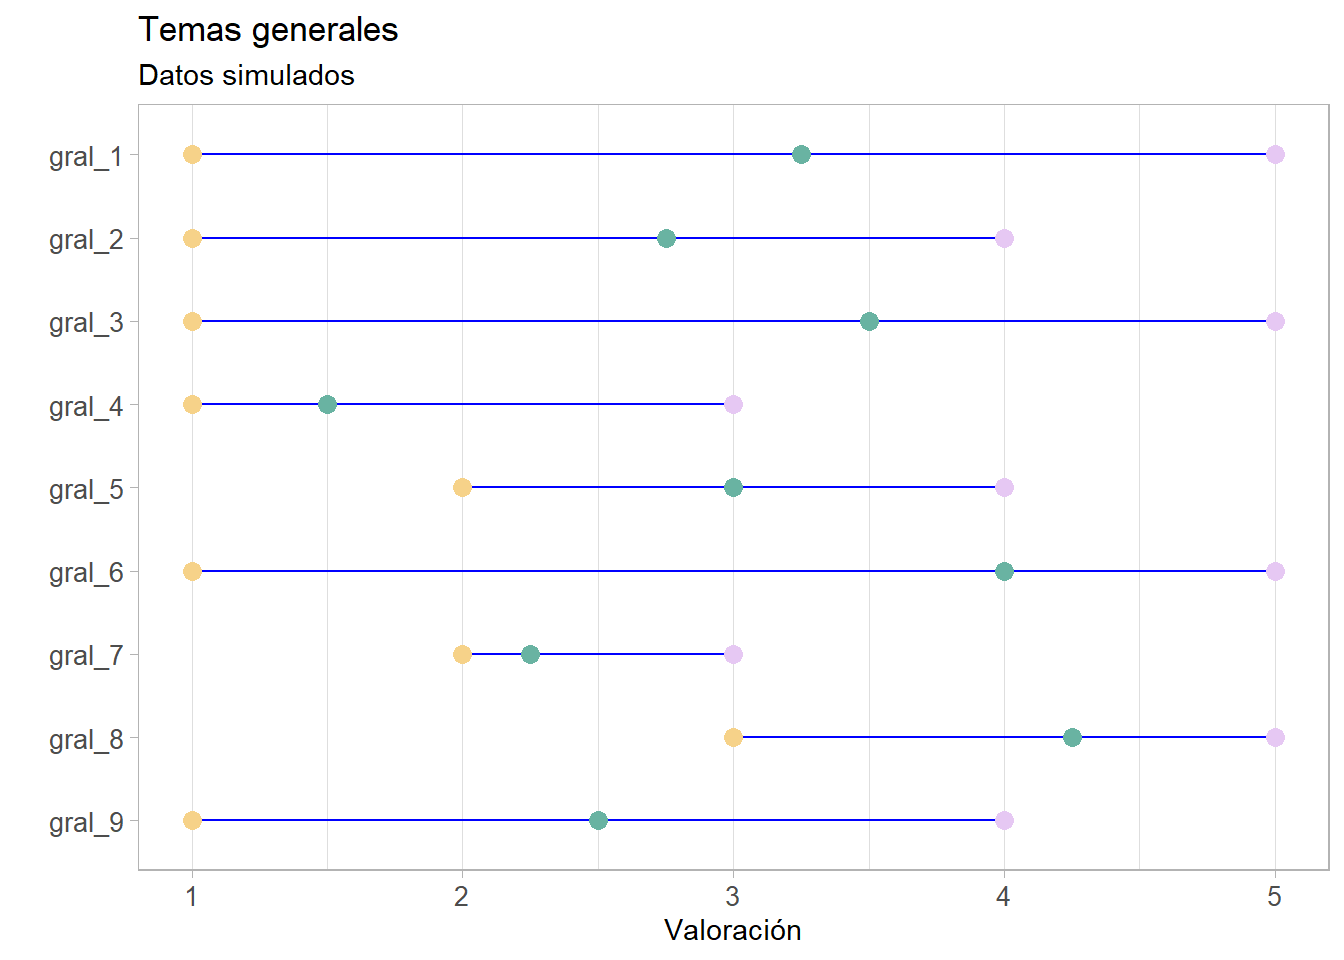 Temas generales
Datos simulados
gral_1
gral_2
gral_3
gral_4
gral_5
gral_6
gral_7
gral_8
gral_9
1 2 3 4 5
Valoración